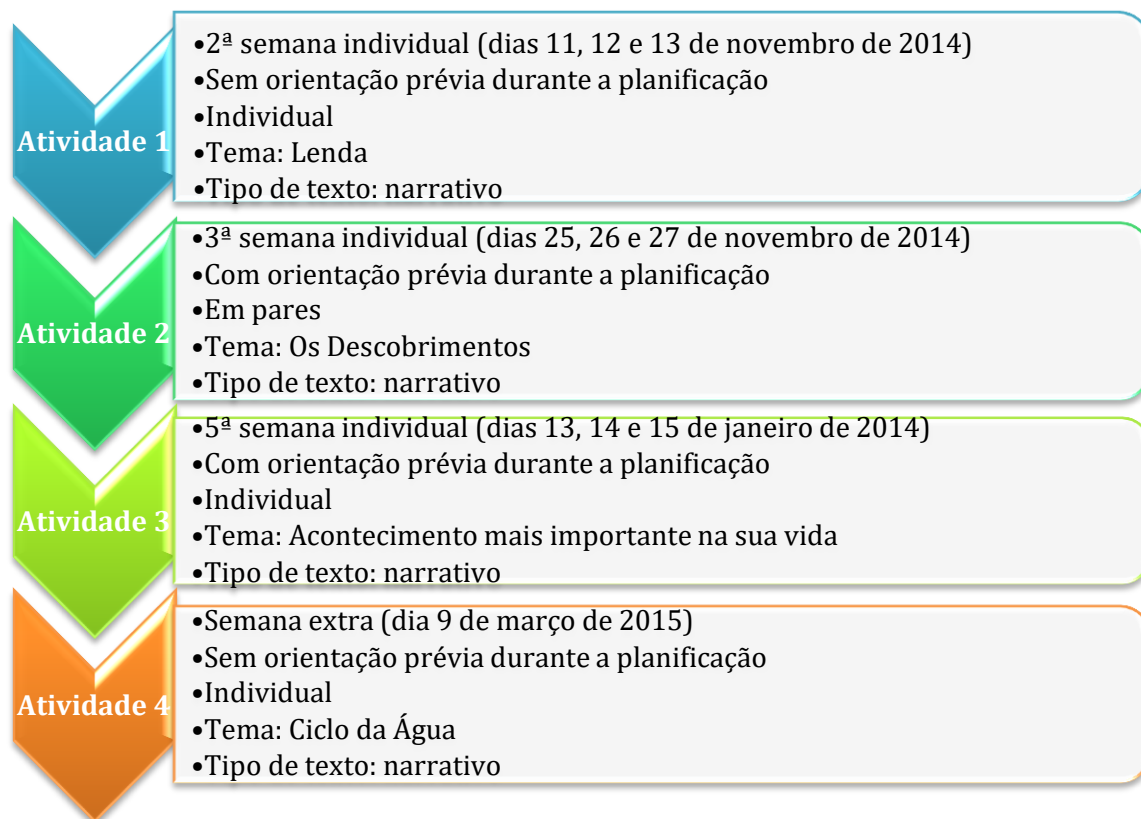 Atividade 1
•2ª semana individual (dias 11, 12 e 13 de novembro de 2014)
•Sem orientação prévia durante a planificação
•Individual
•Tema: Lenda
•Tipo de texto: narrativo
Atividade 2
•3ª semana individual (dias 25, 26 e 27 de novembro de 2014)
•Com orientação prévia durante a planificação
•Em pares
•Tema: Os Descobrimentos
•Tipo de texto: narrativo
Atividade 3
•5ª semana individual (dias 13, 14 e 15 de janeiro de 2014)
•Com orientação prévia durante a planificação
•Individual
•Tema: Acontecimento mais importante na sua vida
•Tipo de texto: narrativo
Atividade 4
•Semana extra (dia 9 de março de 2015)
•Sem orientação prévia durante a planificação
•Individual
•Tema: Ciclo da Água
•Tipo de texto: narrativo